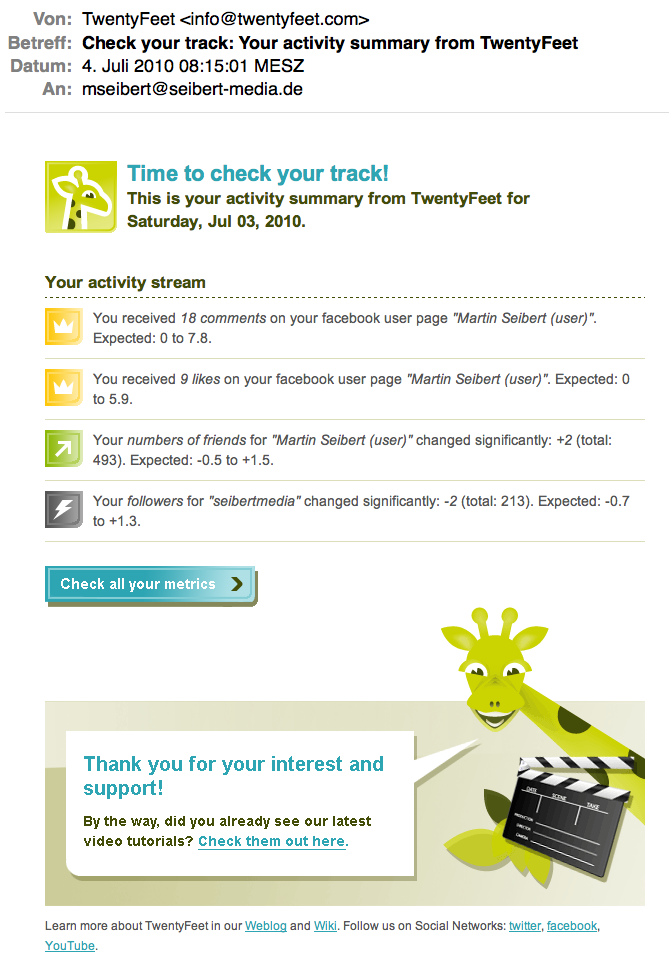 Von: TwentyFeet <info@twentyfeet.com>
Betreff: Check your track: Your activity summary from TwentyFeet
Datum: 4. Juli 2010 08:15:01 MESZ
An: mseibert@seibert-media.de
Time to check your track!
This is your activity summary from TwentyFeet for
Saturday, Jul 03, 2010.
Your activity stream
You received 18 comments on your facebook user page "Martin Seibert (user)".
Expected: 0 to 7.8.
You received 9 likes on your facebook user page "Martin Seibert (user)". Expected: 0
to 5.9.
Your numbers of friends for "Martin Seibert (user)" changed significantly: +2 (total:
493). Expected: -0.5 to +1.5.
Your followers for "seibertmedia" changed significantly: -2 (total: 213). Expected: -0.7
to +1.3.
Check all your metrics
Thank you for your interest and
support!
By the way, did you already see our latest
video tutorials? Check them out here.
DATE SCENE TAKE
PRODUCTION
DIRECTOR
CAMERA
Learn more about TwentyFeet in our Weblog and Wiki. Follow us on Social Networks: twitter, facebook,
YouTube.